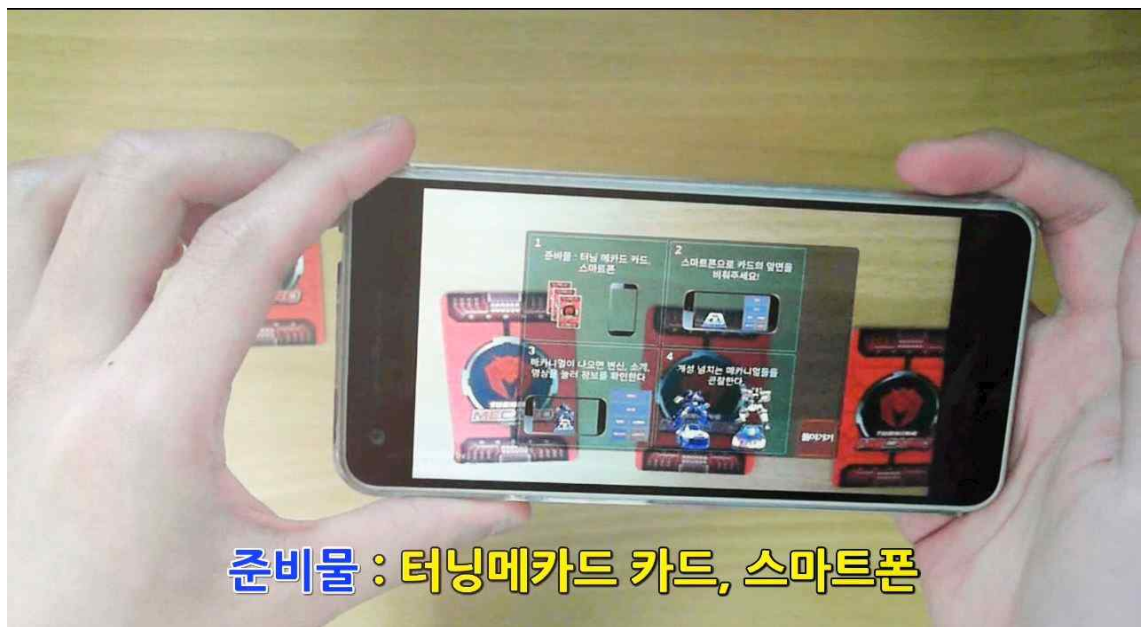 1
준비물 : 터닝 메카드 카드,
스마트폰
2
스마트폰으로 카드의 앞면을
비춰주세요!
3
메카니멀이 나오면 변신, 소개,
영상을 눌러 정보를 확인한다
4
개성 넘치는 메카니멀들을
관찰한다
돌아가기
준비물 : 터닝메카드 카드, 스마트폰